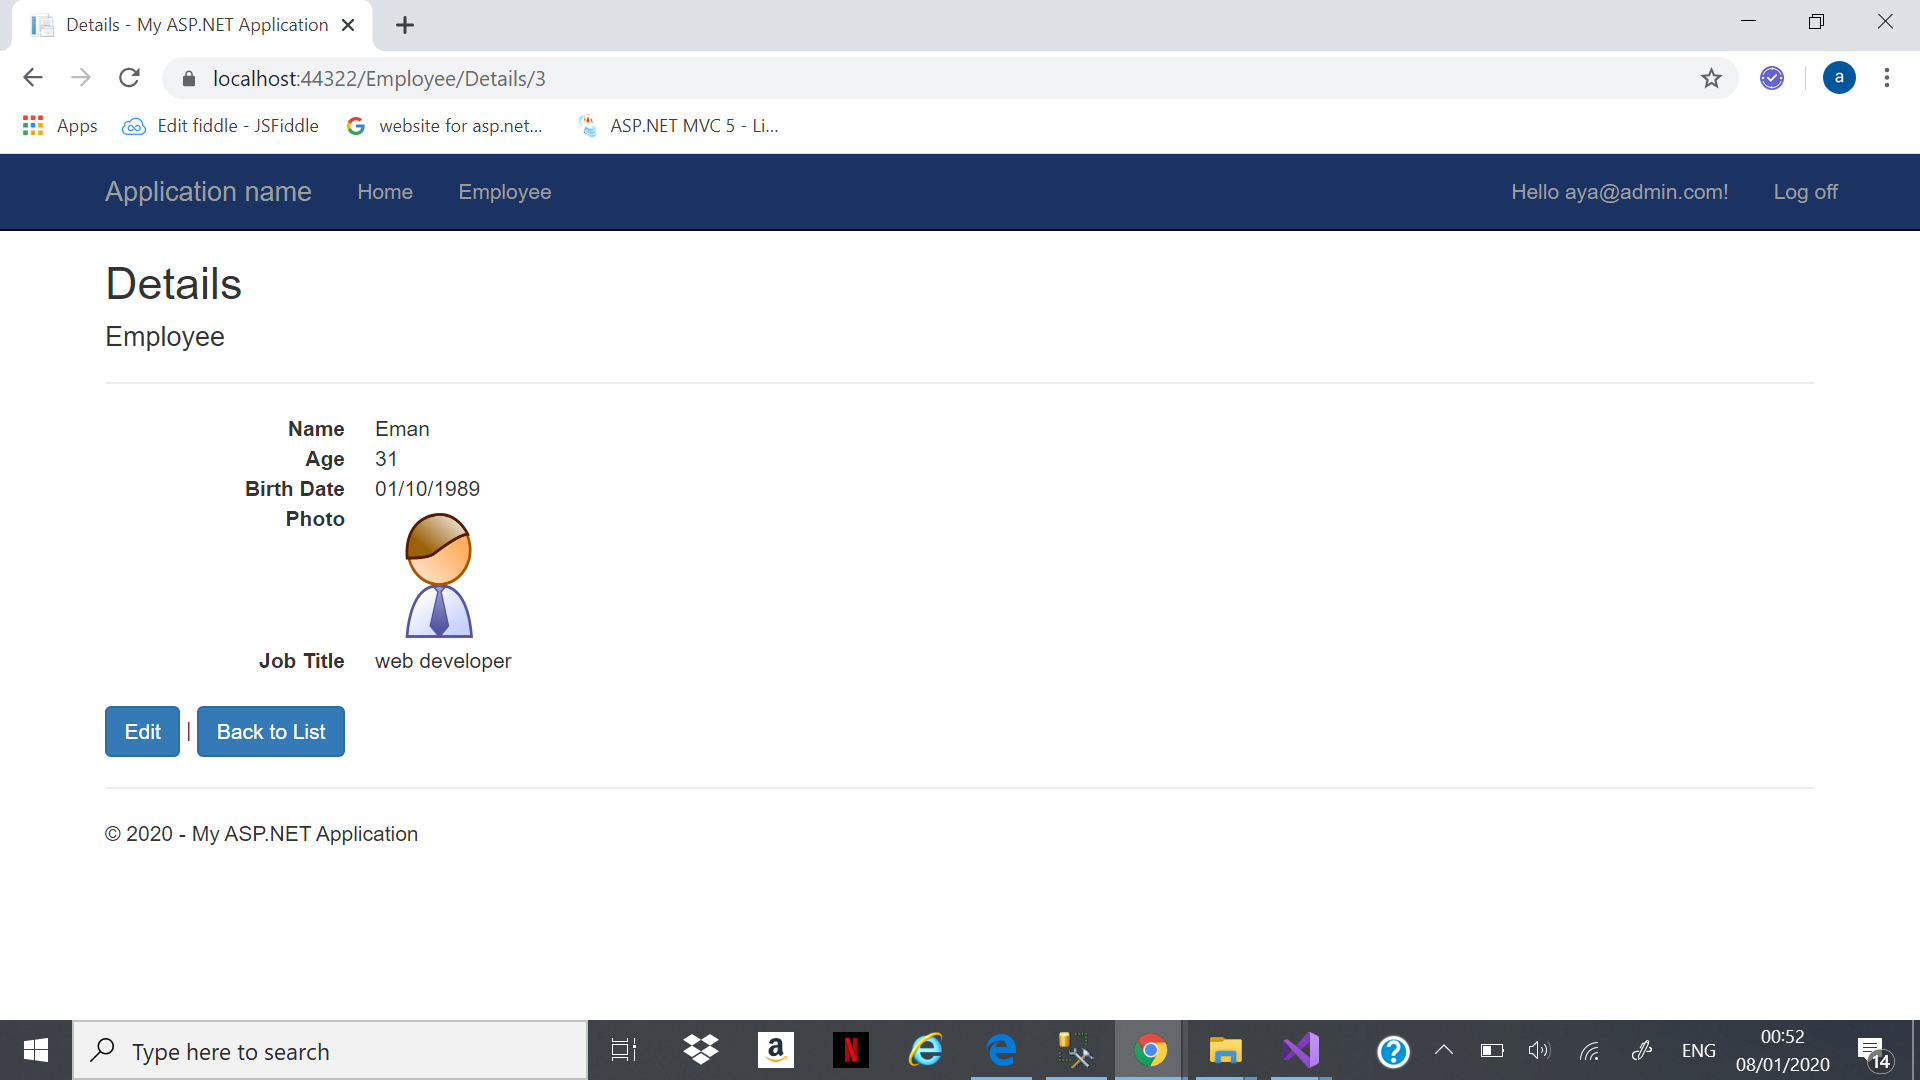 Details - My ASP.NET Application
localhost:44322/Employee/Details/3
a
Apps Edit fiddle - JSFiddle website for asp.net... ASP.NET MVC 5 - Li...
Application name Home Employee Hello aya@admin.com! Log off
Details
Employee
Name Eman
Age 31
Birth Date 01/10/1989
Photo
Job Title web developer
Edit | Back to List
© 2020 - My ASP.NET Application
Type here to search
a
N
ENG
00:52
08/01/2020
14